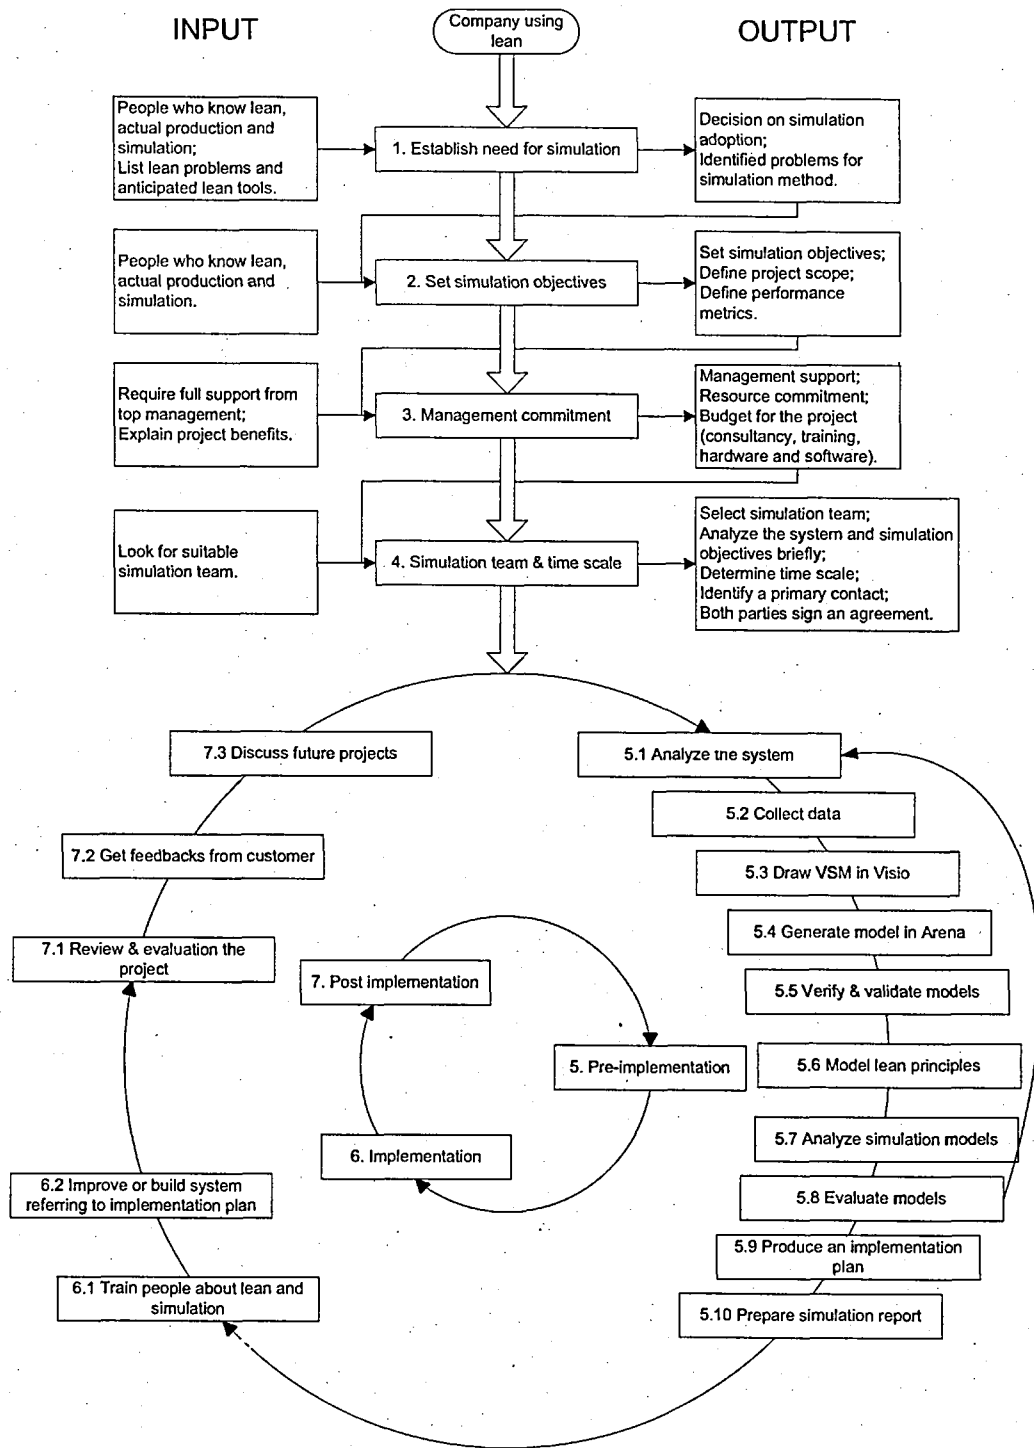 INPUT
Company using
lean
OUTPUT
People who know lean,
actual production and
simulation;
List lean problems and
anticipated lean tools.
1. Establish need for simulation
Decision on simulation
adoption;
Identified problems for
simulation method.
People who know lean,
actual production and
simulation.
2. Set simulation objectives
Set simulation objectives;
Define project scope;
Define performance
metrics.
Require full support from
top management;
Explain project benefits.
3. Management commitment
Management support;
Resource commitment;
Budget for the project
(consultancy, training,
hardware and software).
Look for suitable
simulation team.
4. Simulation team & time scale
Select simulation team;
Analyze the system and simulation
objectives briefly;
Determine time scale;
Identify a primary contact;
Both parties sign an agreement.
7.3 Discuss future projects
5.1 Analyze the system
5.2 Collect data
7.2 Get feedbacks from customer
5.3 Draw VSM in Visio
5.4 Generate model in Arena
7.1 Review & evaluation the
project
7. Post implementation
5.5 Verify & validate models
5. Pre-implementation
5.6 Model lean principles
5.7 Analyze simulation models
6. Implementation
6.2 Improve or build system
referring to implementation plan
5.8 Evaluate models
5.9 Produce an implementation
plan
6.1 Train people about lean and
simulation
5.10 Prepare simulation report